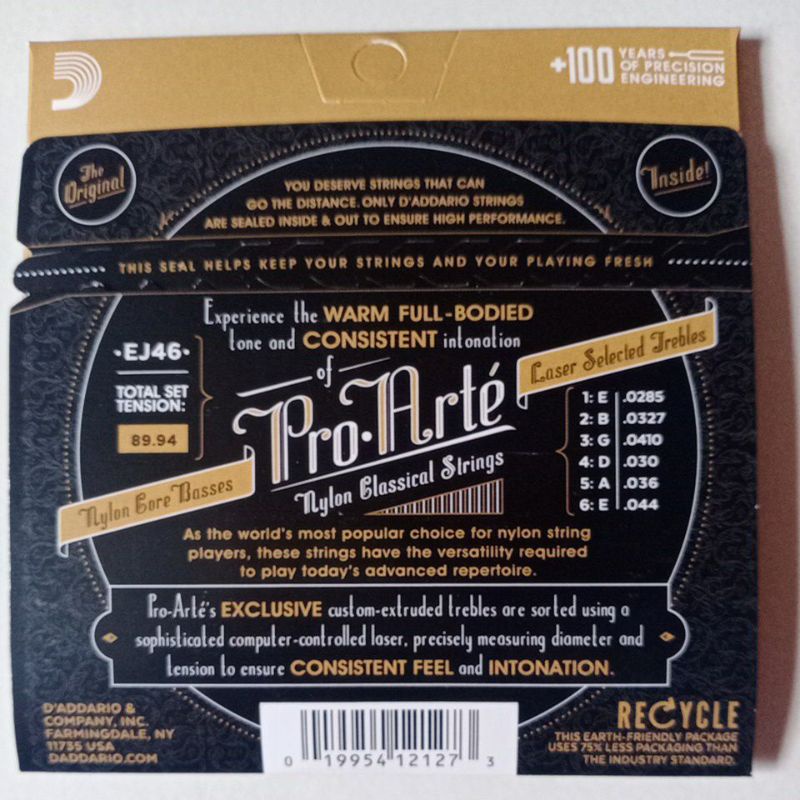 +100 YEARS
OF PRECISION
ENGINEERING
The
Original
Inside!
YOU DESERVE STRINGS THAT CAN
GO THE DISTANCE. ONLY D'ADDARIO STRINGS
ARE SEALED INSIDE & OUT TO ENSURE HIGH PERFORMANCE.
THIS SEAL HELPS KEEP YOUR STRINGS AND YOUR PLAYING FRESH
Experience the WARM FULL-BODIED
tone and CONSISTENT intonation
of
Pro·Arté
Nylon Classical Strings
·EJ46·
TOTAL SET
TENSION:
89.94
Laser Selected Trebles
1: E .0285
2: B .0327
3: G .0410
4: D .030
5: A .036
6: E .044
Nylon Core Basses
As the world's most popular choice for nylon string
players, these strings have the versatility required
to play today's advanced repertoire.
Pro-Arté's EXCLUSIVE custom-extruded trebles are sorted using a
sophisticated computer-controlled laser, precisely measuring diameter and
tension to ensure CONSISTENT FEEL and INTONATION.
D'ADDARIO &
COMPANY, INC.
FARMINGDALE, NY
11735 USA
DADDARIO.COM
0 19954 12127 3
RECYCLE
THIS EARTH-FRIENDLY PACKAGE
USES 75% LESS PACKAGING THAN
THE INDUSTRY STANDARD.